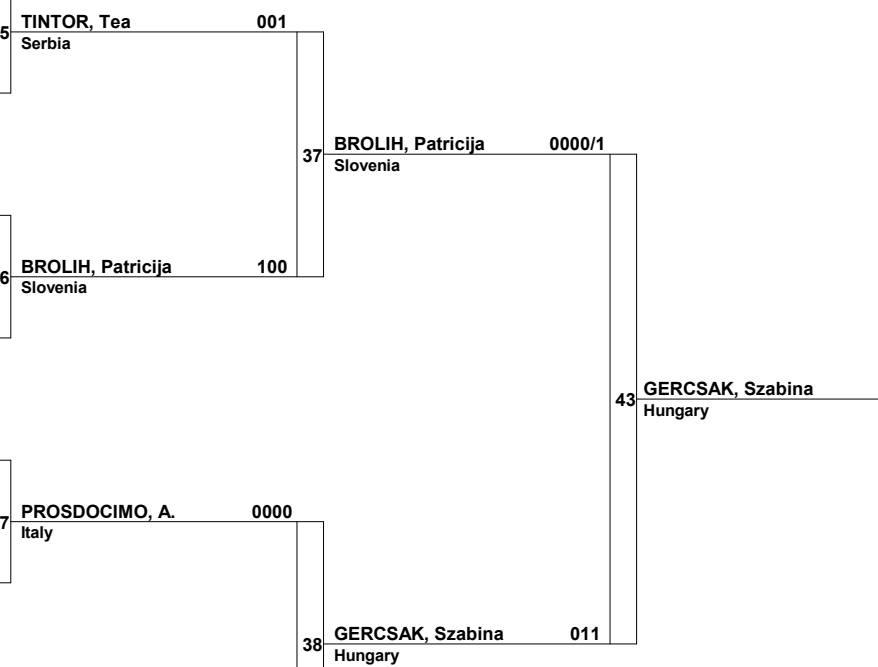 5 TINTOR, Tea 001
Serbia
37 BROLIH, Patricija 0000/1
Slovenia
6 BROLIH, Patricija 100
Slovenia
43 GERCSAK, Szabina
Hungary
7 PROSDOCIMO, A. 0000
Italy
38 GERCSAK, Szabina 011
Hungary